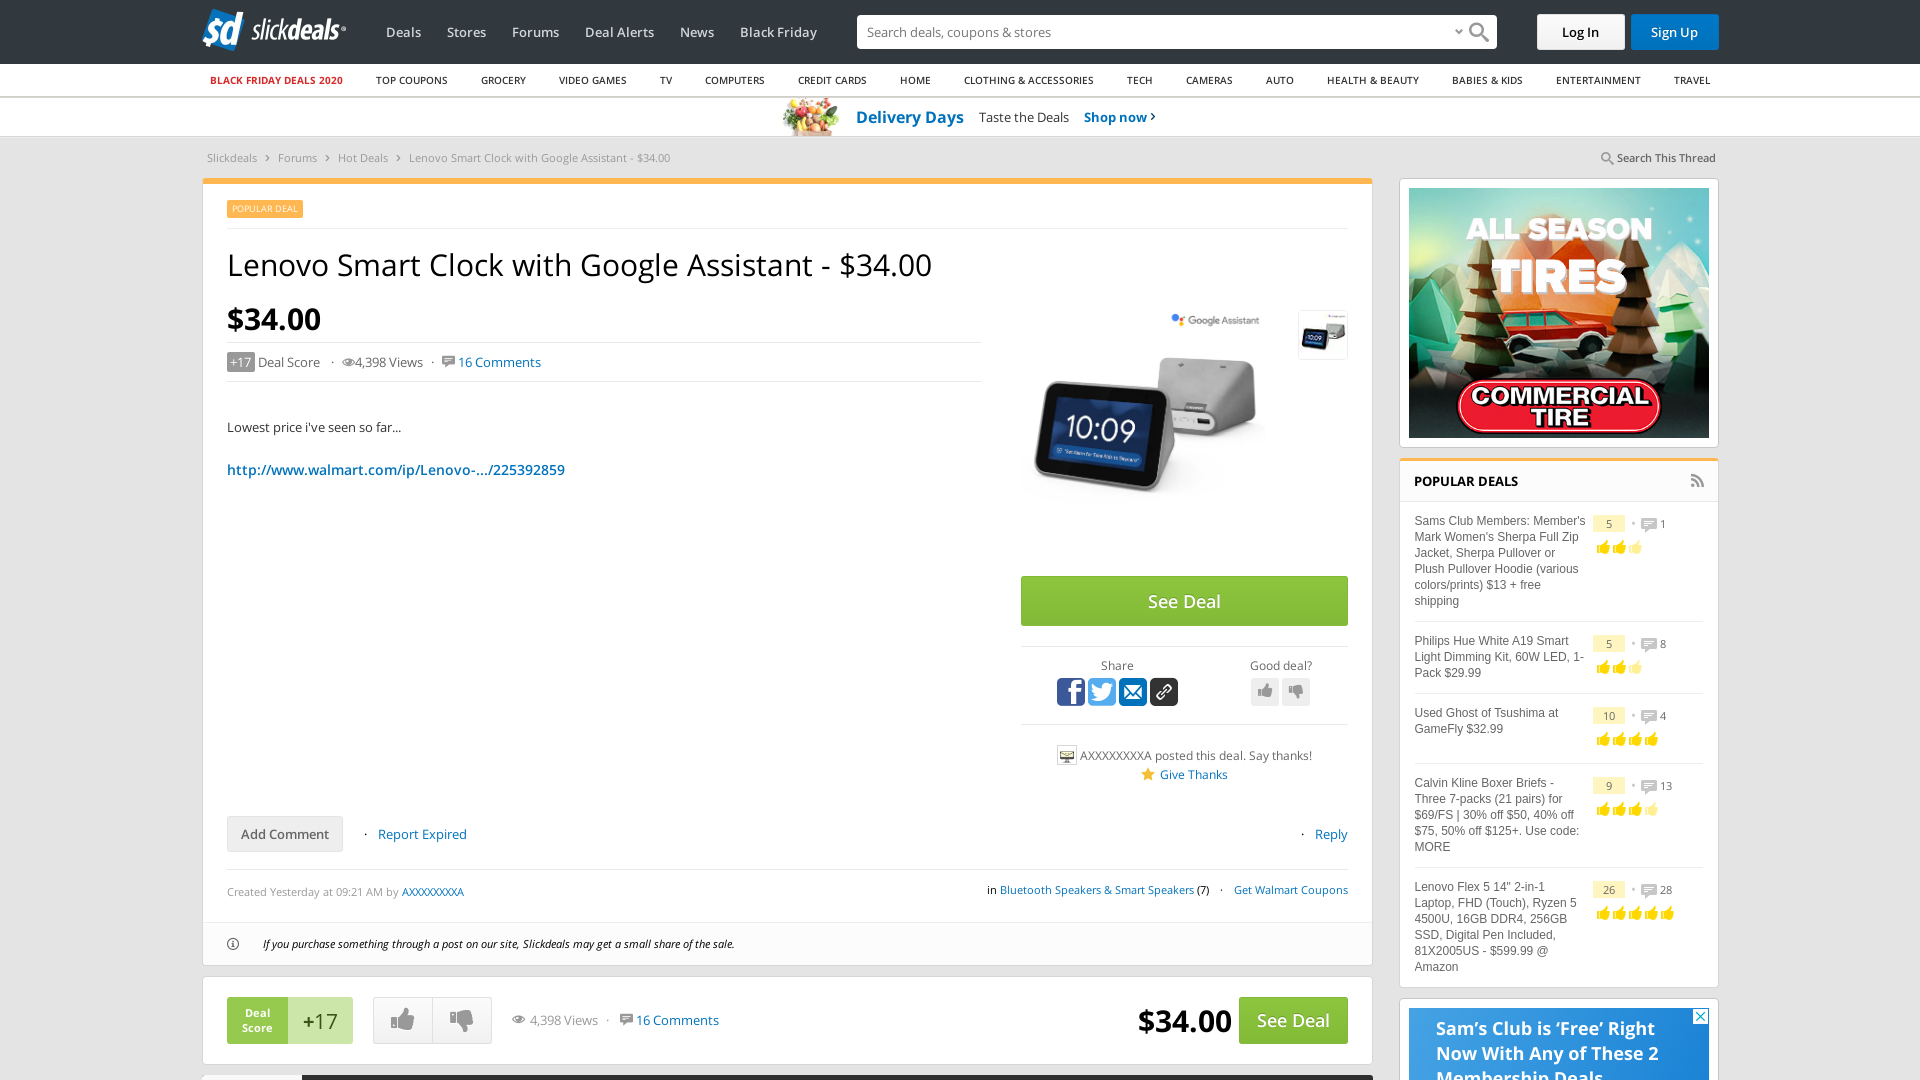 slickdeals
Deals
Stores
Forums
Deal Alerts
News
Black Friday
Search deals, coupons & stores
Log In
Sign Up
BLACK FRIDAY DEALS 2020
TOP COUPONS
GROCERY
VIDEO GAMES
TV
COMPUTERS
CREDIT CARDS
HOME
CLOTHING & ACCESSORIES
TECH
CAMERAS
AUTO
HEALTH & BEAUTY
BABIES & KIDS
ENTERTAINMENT
TRAVEL
Delivery Days Taste the Deals Shop now ›
Slickdeals › Forums › Hot Deals › Lenovo Smart Clock with Google Assistant - $34.00
Search This Thread
POPULAR DEAL
Lenovo Smart Clock with Google Assistant - $34.00
$34.00
+17 Deal Score · 4,398 Views · 16 Comments
Lowest price i've seen so far...
http://www.walmart.com/ip/Lenovo-.../225392859
Google Assistant
10:09
See Deal
Share
Good deal?
AXXXXXXXXA posted this deal. Say thanks!
Give Thanks
Add Comment
· Report Expired
· Reply
Created Yesterday at 09:21 AM by AXXXXXXXXA
in Bluetooth Speakers & Smart Speakers (7) · Get Walmart Coupons
If you purchase something through a post on our site, Slickdeals may get a small share of the sale.
Deal
Score
+17
4,398 Views · 16 Comments
$34.00
See Deal
ALL SEASON
TIRES
COMMERCIAL
TIRE
POPULAR DEALS
Sams Club Members: Member's
Mark Women's Sherpa Full Zip
Jacket, Sherpa Pullover or
Plush Pullover Hoodie (various
colors/prints) $13 + free
shipping
5 • 1
Philips Hue White A19 Smart
Light Dimming Kit, 60W LED, 1-
Pack $29.99
5 • 8
Used Ghost of Tsushima at
GameFly $32.99
10 • 4
Calvin Kline Boxer Briefs -
Three 7-packs (21 pairs) for
$69/FS | 30% off $50, 40% off
$75, 50% off $125+. Use code:
MORE
9 • 13
Lenovo Flex 5 14" 2-in-1
Laptop, FHD (Touch), Ryzen 5
4500U, 16GB DDR4, 256GB
SSD, Digital Pen Included,
81X2005US - $599.99 @
Amazon
26 • 28
Sam's Club is 'Free' Right
Now With Any of These 2
Membership Deals